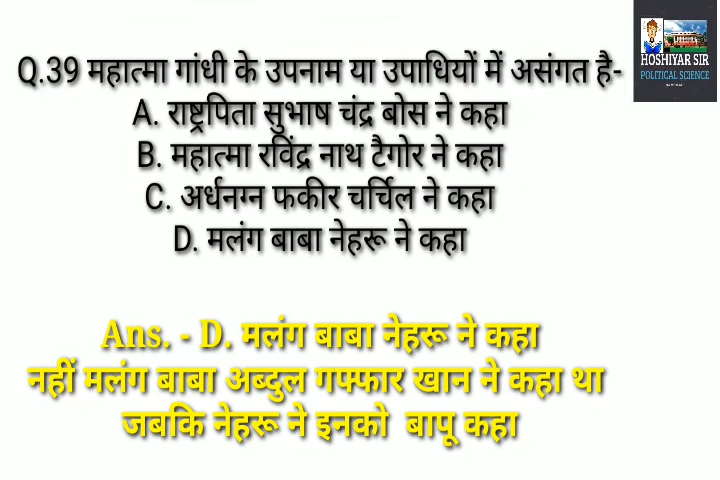 HOSHIYAR SIR
POLITICAL SCIENCE
Q.39 महात्मा गांधी के उपनाम या उपाधियों में असंगत है-
A. राष्ट्रपिता सुभाष चंद्र बोस ने कहा
B. महात्मा रविंद्र नाथ टैगोर ने कहा
C. अर्धनग्न फकीर चर्चिल ने कहा
D. मलंग बाबा नेहरू ने कहा
Ans. - D. मलंग बाबा नेहरू ने कहा
नहीं मलंग बाबा अब्दुल गफ्फार खान ने कहा था
जबकि नेहरू ने इनको बापू कहा